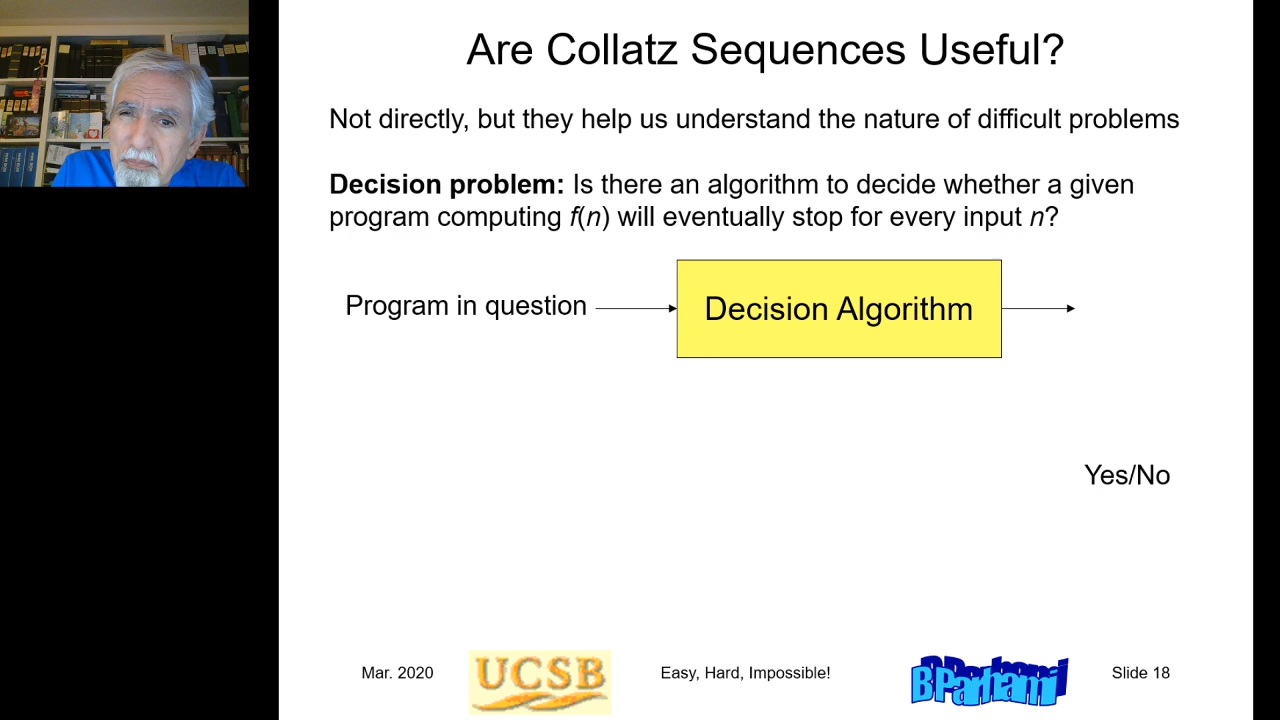 Are Collatz Sequences Useful?
Not directly, but they help us understand the nature of difficult problems
Decision problem: Is there an algorithm to decide whether a given
program computing f(n) will eventually stop for every input n?
Program in question
Decision Algorithm
Yes/No
Mar. 2020
UCSB
Easy, Hard, Impossible!
BParhami
Slide 18